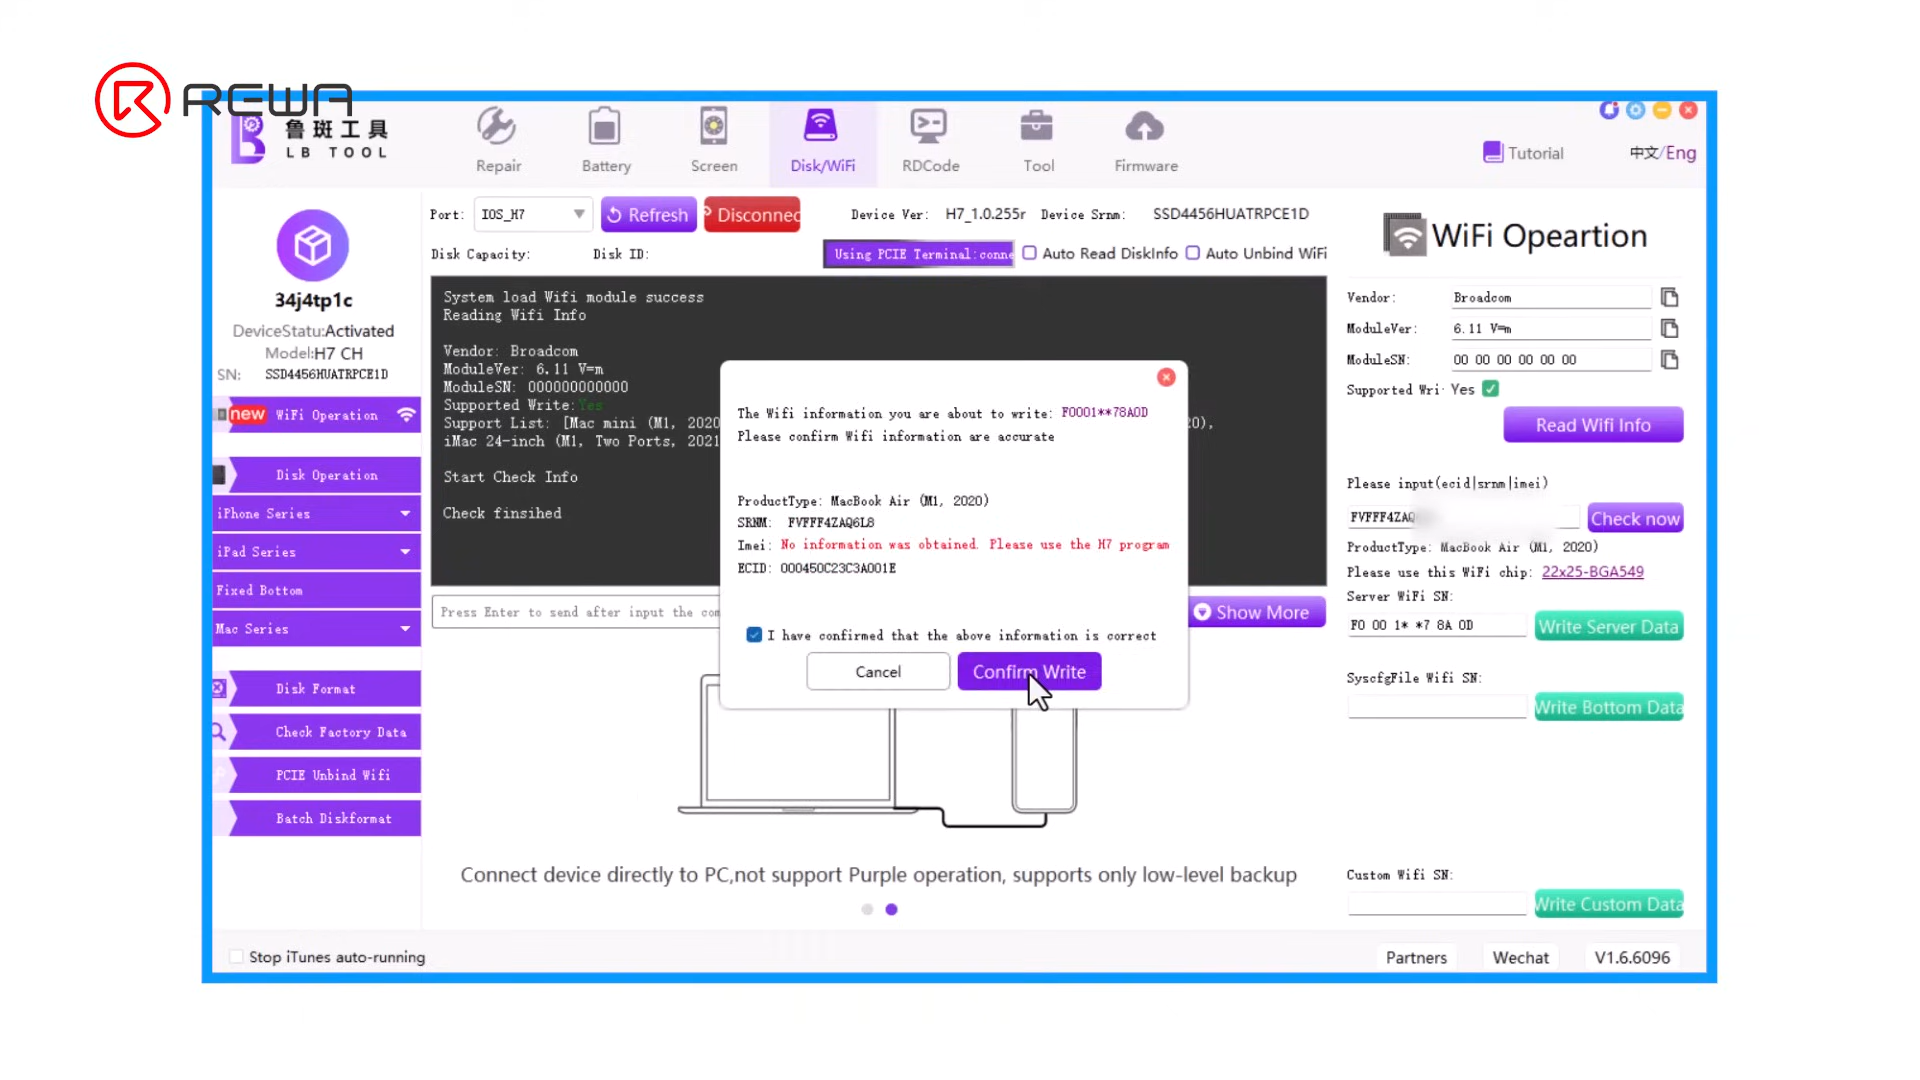 REWA
鲁班工具
LB TOOL
Repair
Battery
Screen
Disk/WiFi
RDCode
Tool
Firmware
Tutorial
中文/Eng
34j4tp1c
DeviceStatu:Activated
Model:H7 CH
SN: SSD4456HUATRPCE1D
new WiFi Operation
Disk Operation
iPhone Series
iPad Series
Fixed Bottom
Mac Series
Disk Format
Check Factory Data
PCIE Unbind Wifi
Batch Diskformat
Port: IOS_H7 Refresh Disconnec Device Ver: H7_1.0.255r Device Srnm: SSD4456HUATRPCE1D
Disk Capacity: Disk ID: Using PCIE Terminal:conne Auto Read DiskInfo Auto Unbind WiFi
System load Wifi module success
Reading Wifi Info
Vendor: Broadcom
ModuleVer: 6.11 V=m
ModuleSN: 000000000000
Supported Write:Yes
Support List: [Mac mini (M1, 2020 20),
iMac 24-inch (M1, Two Ports, 2021
Start Check Info
Check finsihed
Press Enter to send after input the com
Show More
The Wifi information you are about to write: F0001**78A0D
Please confirm Wifi information are accurate
ProductType: MacBook Air (M1, 2020)
SRNM: FVFFF4ZAQ6L8
Imei: No information was obtained. Please use the H7 program
ECID: 000450C23C3A001E
I have confirmed that the above information is correct
Cancel
Confirm Write
Connect device directly to PC,not support Purple operation, supports only low-level backup
WiFi Opeartion
Vendor: Broadcom
ModuleVer: 6.11 V=m
ModuleSN: 00 00 00 00 00 00
Supported Wri Yes
Read Wifi Info
Please input(ecid|srnm|imei)
FVFFF4ZAQ Check now
ProductType: MacBook Air (M1, 2020)
Please use this WiFi chip: 22x25-BGA549
Server WiFi SN:
F0 00 1* *7 8A 0D Write Server Data
SyscfgFile Wifi SN:
Write Bottom Data
Custom Wifi SN:
Write Custom Data
Stop iTunes auto-running
Partners
Wechat
V1.6.6096